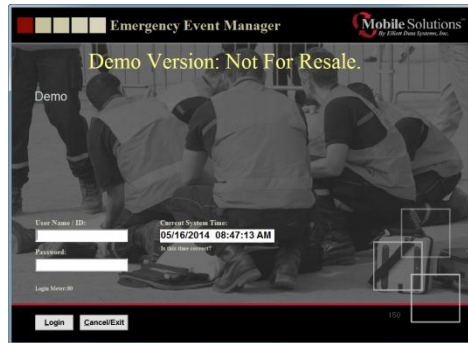 Emergency Event Manager
Mobile Solutions
By Elliott Data Systems, Inc.
Demo Version: Not For Resale.
Demo
User Name / ID:
Current System Time:
05/16/2014 08:47:13 AM
Is this time correct?
Password:
Login Meter:80
150
Login
Cancel/Exit